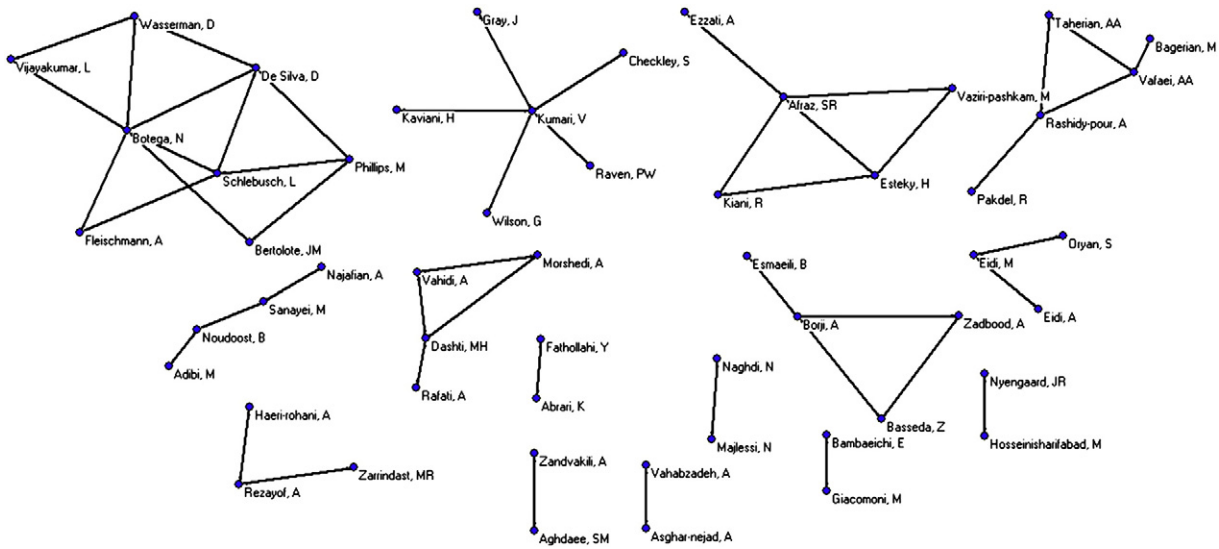 Wasserman, D
Vijayakumar, L
De Silva, D
Botega, N
Schlebusch, L
Phillips, M
Fleischmann, A
Bertolote, JM
Gray, J
Checkley, S
Kaviani, H
Kumari, V
Raven, PW
Wilson, G
Ezzati, A
Afraz, SR
Vaziri-pashkam, M
Kiani, R
Esteky, H
Taherian, AA
Bagerian, M
Vafaei, AA
Rashidy-pour, A
Pakdel, R
Najafian, A
Sanayei, M
Noudoost, B
Adibi, M
Vahidi, A
Morshedi, A
Dashti, MH
Rafati, A
Fathollahi, Y
Abrari, K
Esmaeili, B
Borji, A
Zadbood, A
Basseda, Z
Oryan, S
Eidi, M
Eidi, A
Naghdi, N
Majlessi, N
Nyengaard, JR
Hosseinisharifabad, M
Haeri-rohani, A
Rezayof, A
Zarrindast, MR
Zandvakili, A
Aghdaee, SM
Vahabzadeh, A
Asghar-nejad, A
Bambaeichi, E
Giacomoni, M